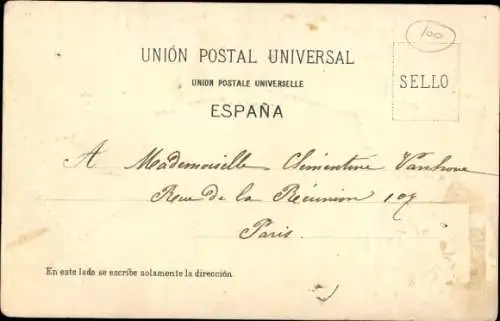 100
UNIÓN POSTAL UNIVERSAL
UNION POSTALE UNIVERSELLE
ESPAÑA
SELLO
A Mademoiselle Clémentine Vanhove
Rue de la Réunion 107
Paris.
En este lado se escribe solamente la dirección.